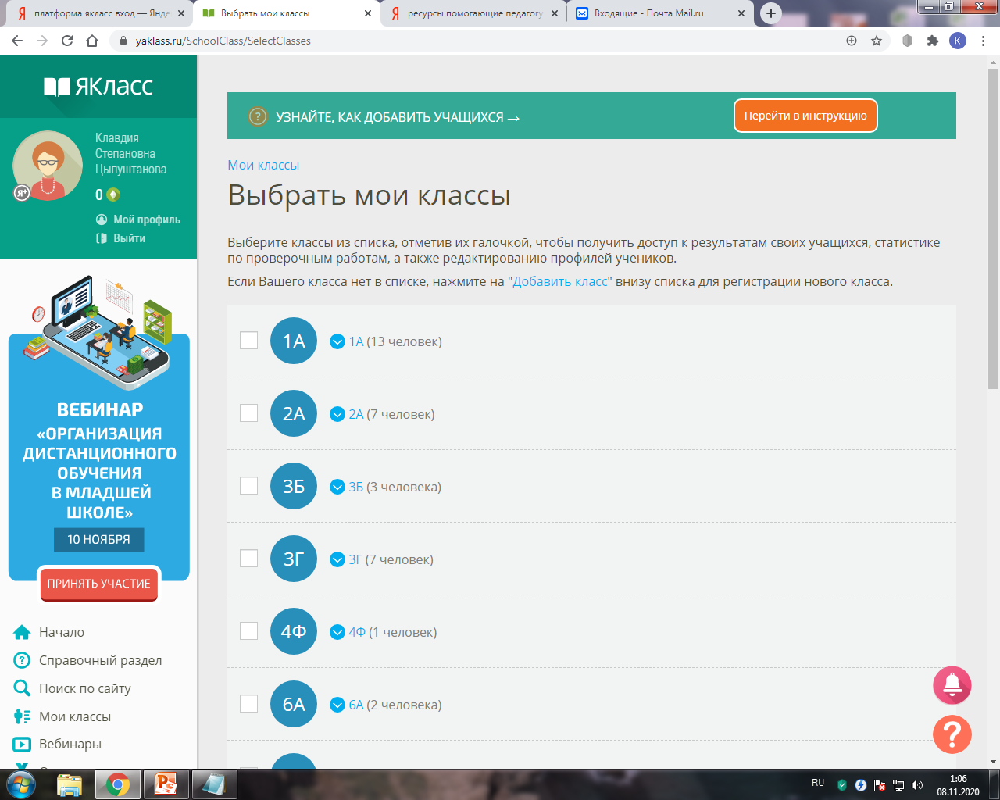 платформа якласс вход — Янде
Выбрать мои классы
ресурсы помогающие педагогу
Входящие - Почта Mail.ru
yaklass.ru/SchoolClass/SelectClasses
K
ЯКласс
Клавдия
Степановна
Цыпуштанова
Я+
0
Мой профиль
Выйти
ВЕБИНАР
«ОРГАНИЗАЦИЯ
ДИСТАНЦИОННОГО
ОБУЧЕНИЯ
В МЛАДШЕЙ
ШКОЛЕ»
10 НОЯБРЯ
ПРИНЯТЬ УЧАСТИЕ
Начало
Справочный раздел
Поиск по сайту
Мои классы
Вебинары
? УЗНАЙТЕ, КАК ДОБАВИТЬ УЧАЩИХСЯ →
Перейти в инструкцию
Мои классы
Выбрать мои классы
Выберите классы из списка, отметив их галочкой, чтобы получить доступ к результатам своих учащихся, статистике
по проверочным работам, а также редактированию профилей учеников.
Если Вашего класса нет в списке, нажмите на "Добавить класс" внизу списка для регистрации нового класса.
1А 1А (13 человек)
2А 2А (7 человек)
3Б 3Б (3 человека)
3Г 3Г (7 человек)
4Ф 4Ф (1 человек)
6А 6А (2 человека)
?
RU
1:06
08.11.2020